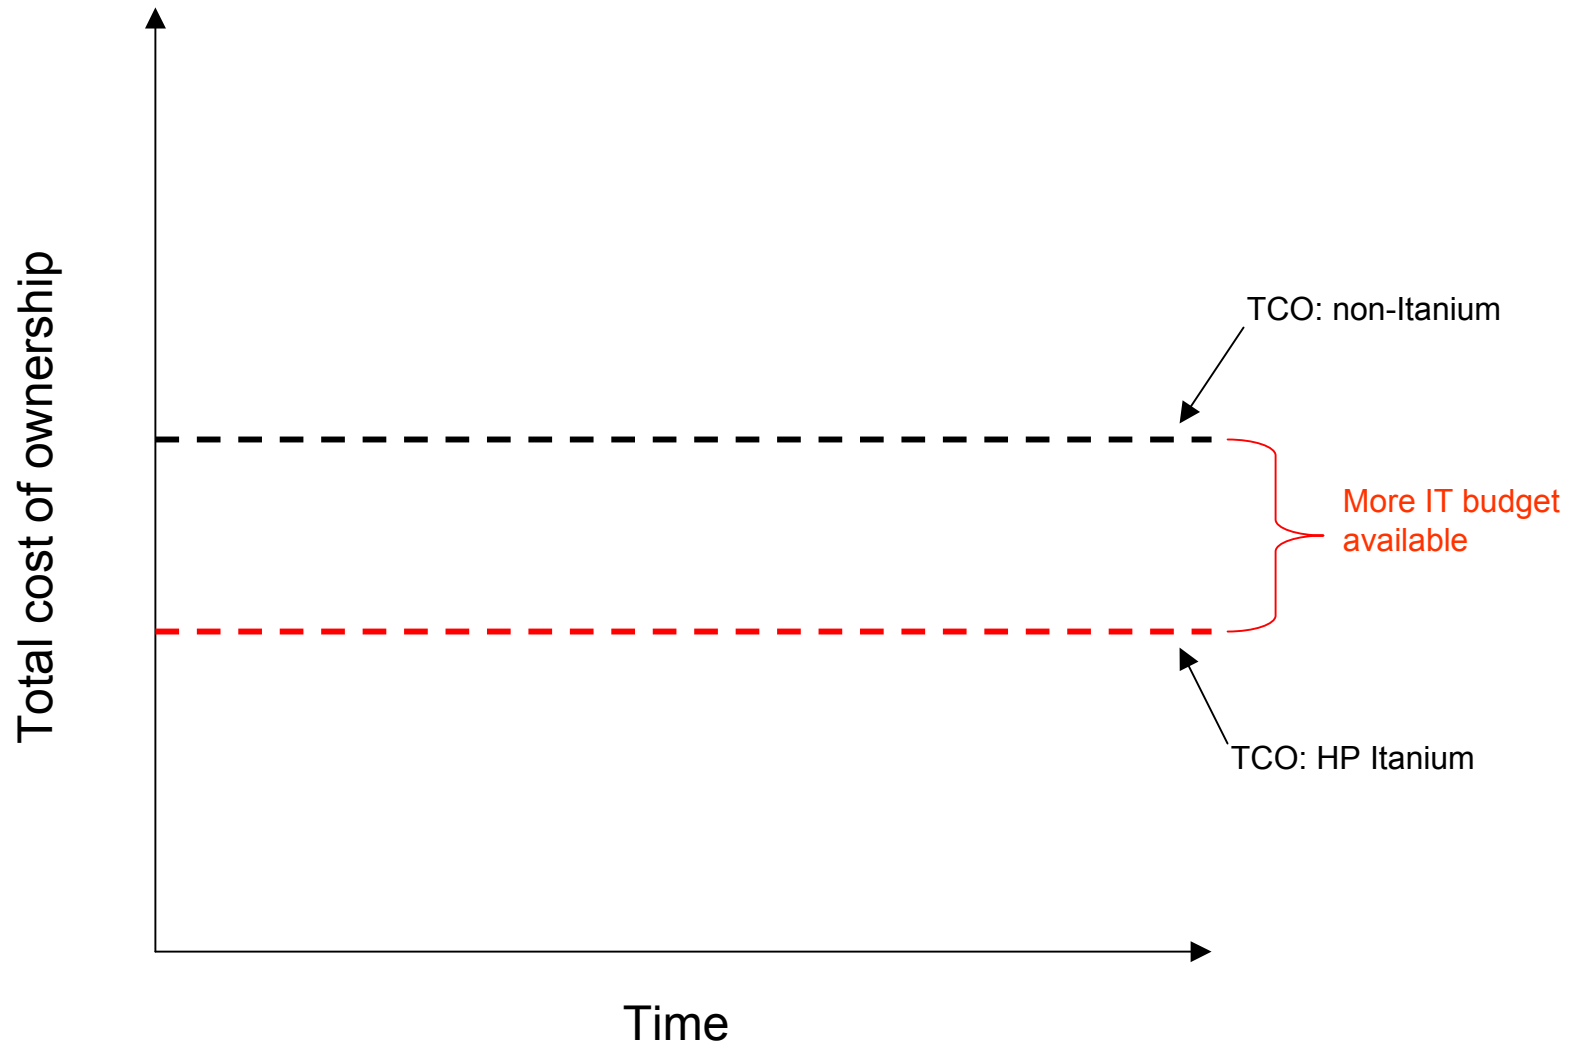 Total cost of ownership
TCO: non-Itanium
More IT budget
available
TCO: HP Itanium
Time